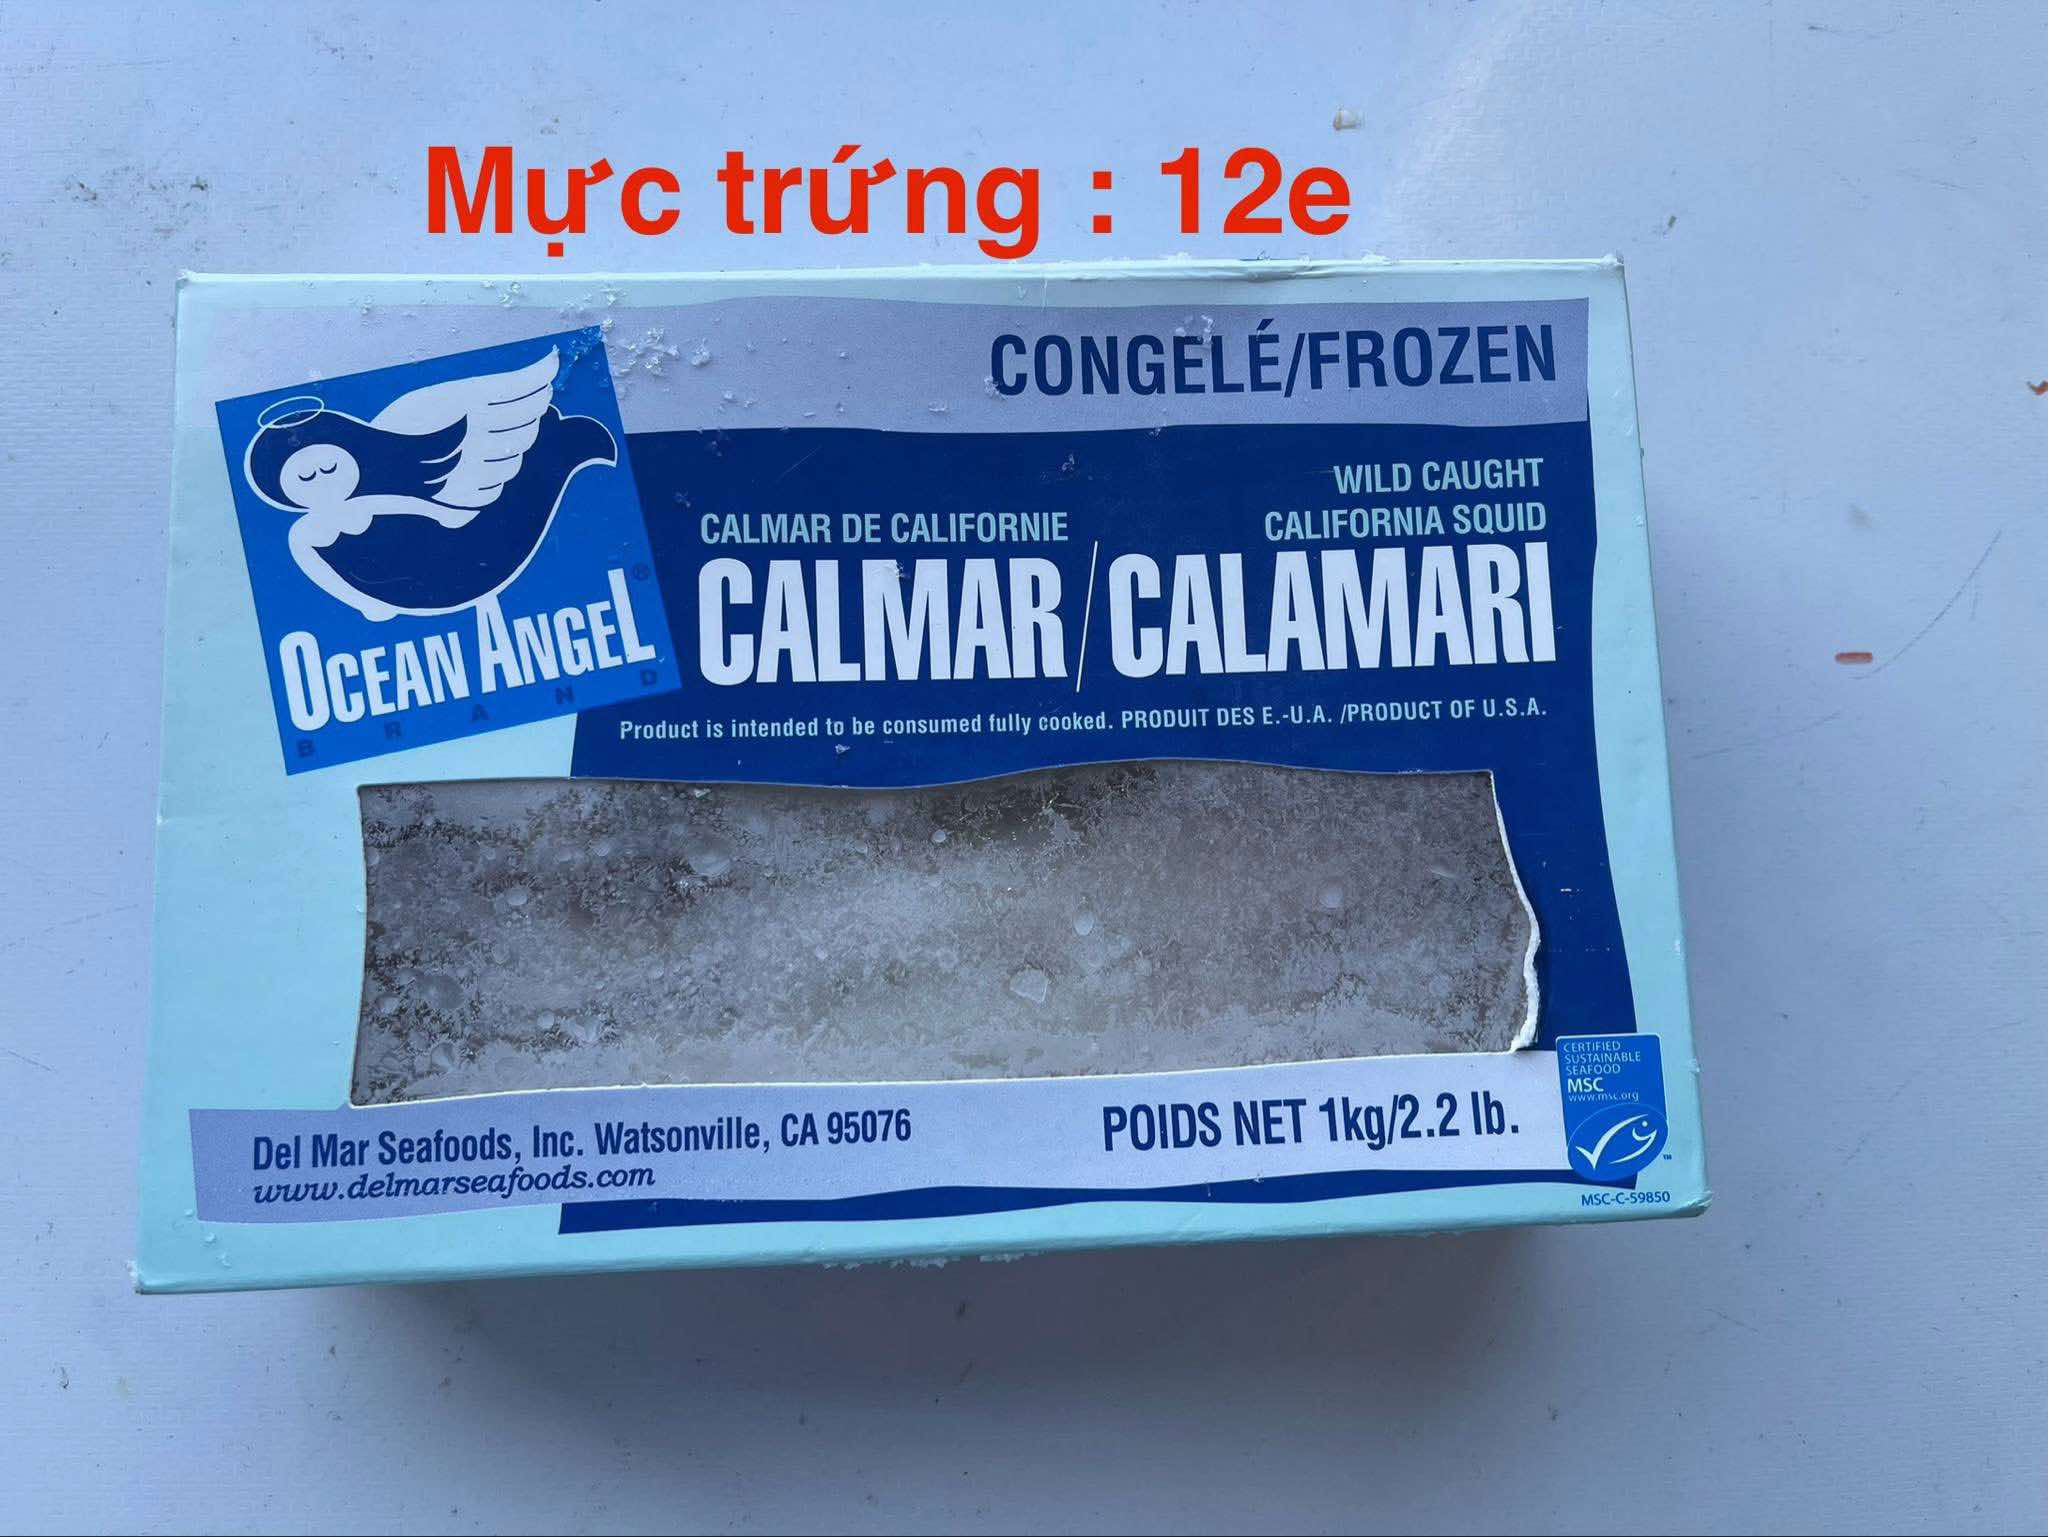 Mực trứng : 12e
CONGELÉ/FROZEN
WILD CAUGHT
CALMAR DE CALIFORNIE
CALIFORNIA SQUID
CALMAR/CALAMARI
OCEAN ANGEL®
BRAND
Product is intended to be consumed fully cooked. PRODUIT DES E.-U.A. /PRODUCT OF U.S.A.
CERTIFIED
SUSTAINABLE
SEAFOOD
MSC
www.msc.org
Del Mar Seafoods, Inc. Watsonville, CA 95076
POIDS NET 1kg/2.2 lb.
www.delmarseafoods.com
TM
MSC-C-59850